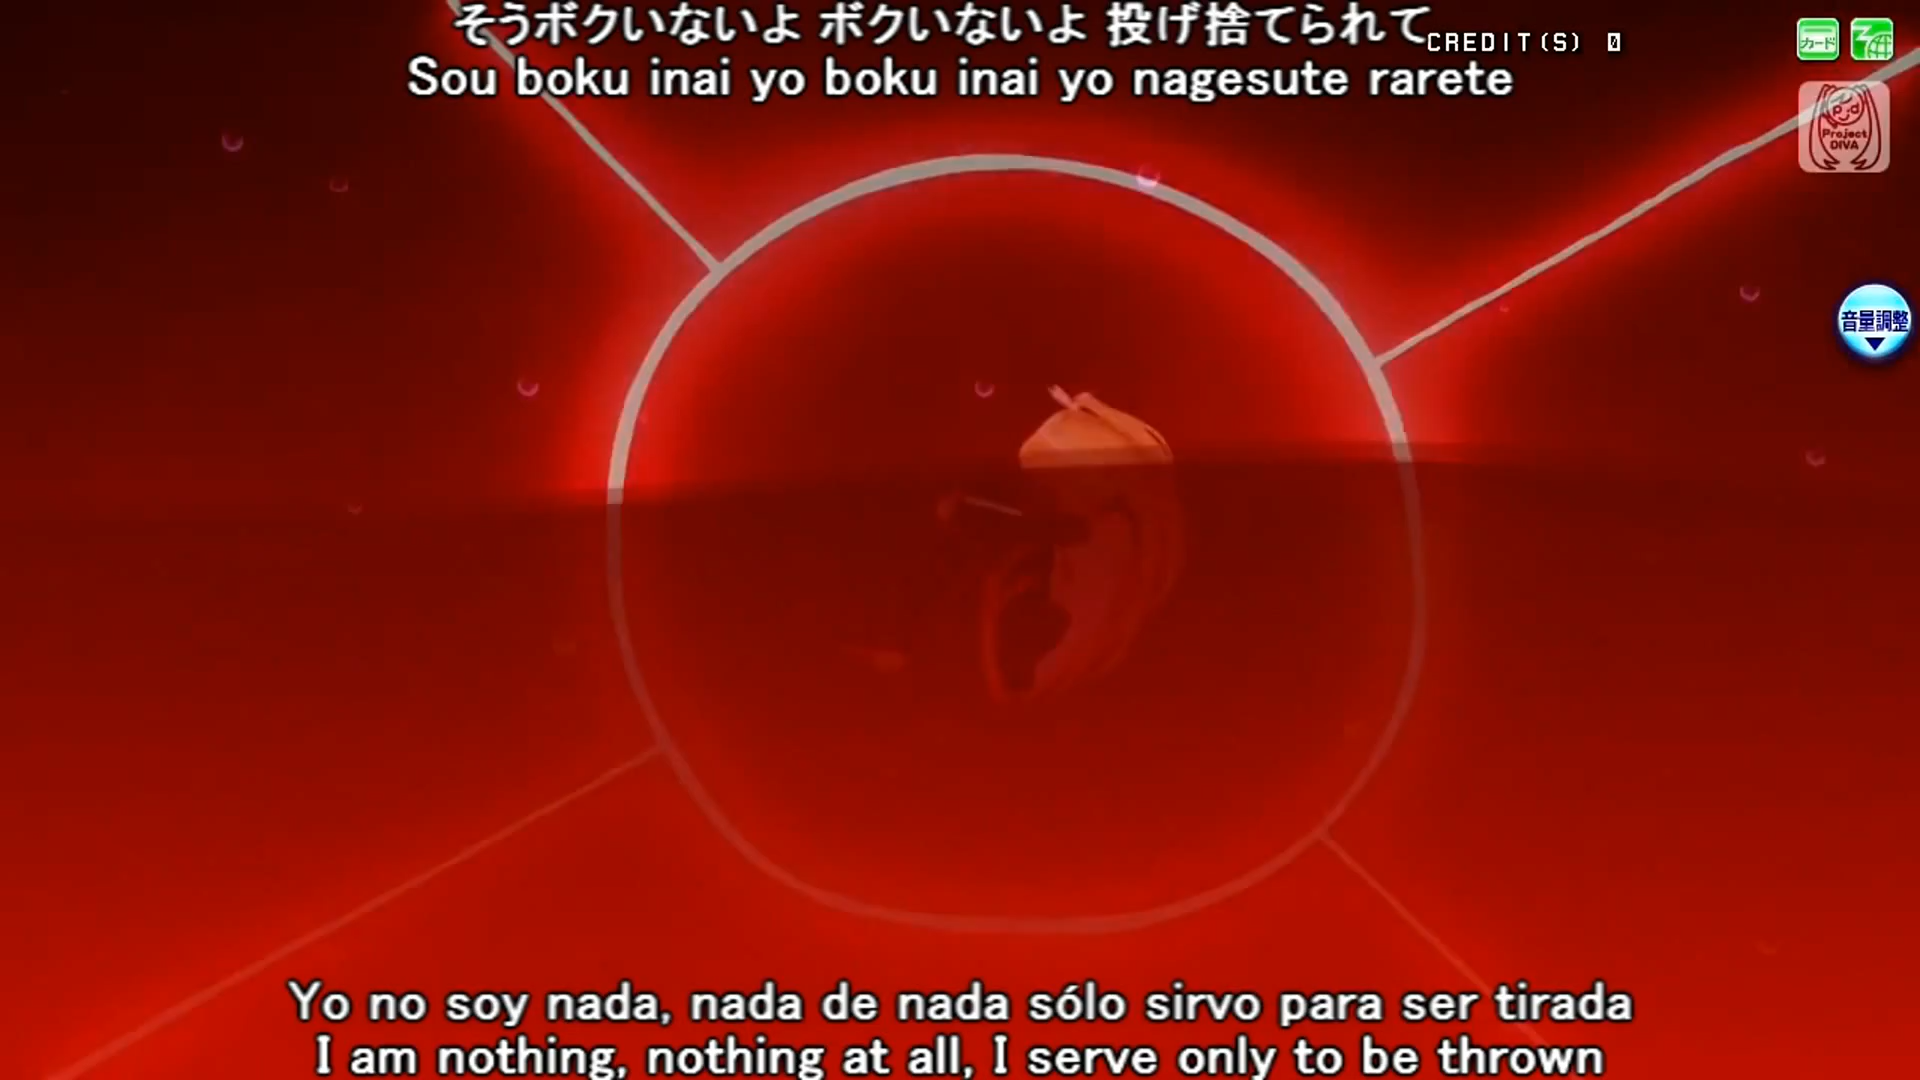 そうボクいないよ ボクいないよ 投げ捨てられて
CREDIT(S) 0
Sou boku inai yo boku inai yo nagesute rarete
カード
Project
DIVA
音量調整
Yo no soy nada, nada de nada sólo sirvo para ser tirada
I am nothing, nothing at all, I serve only to be thrown